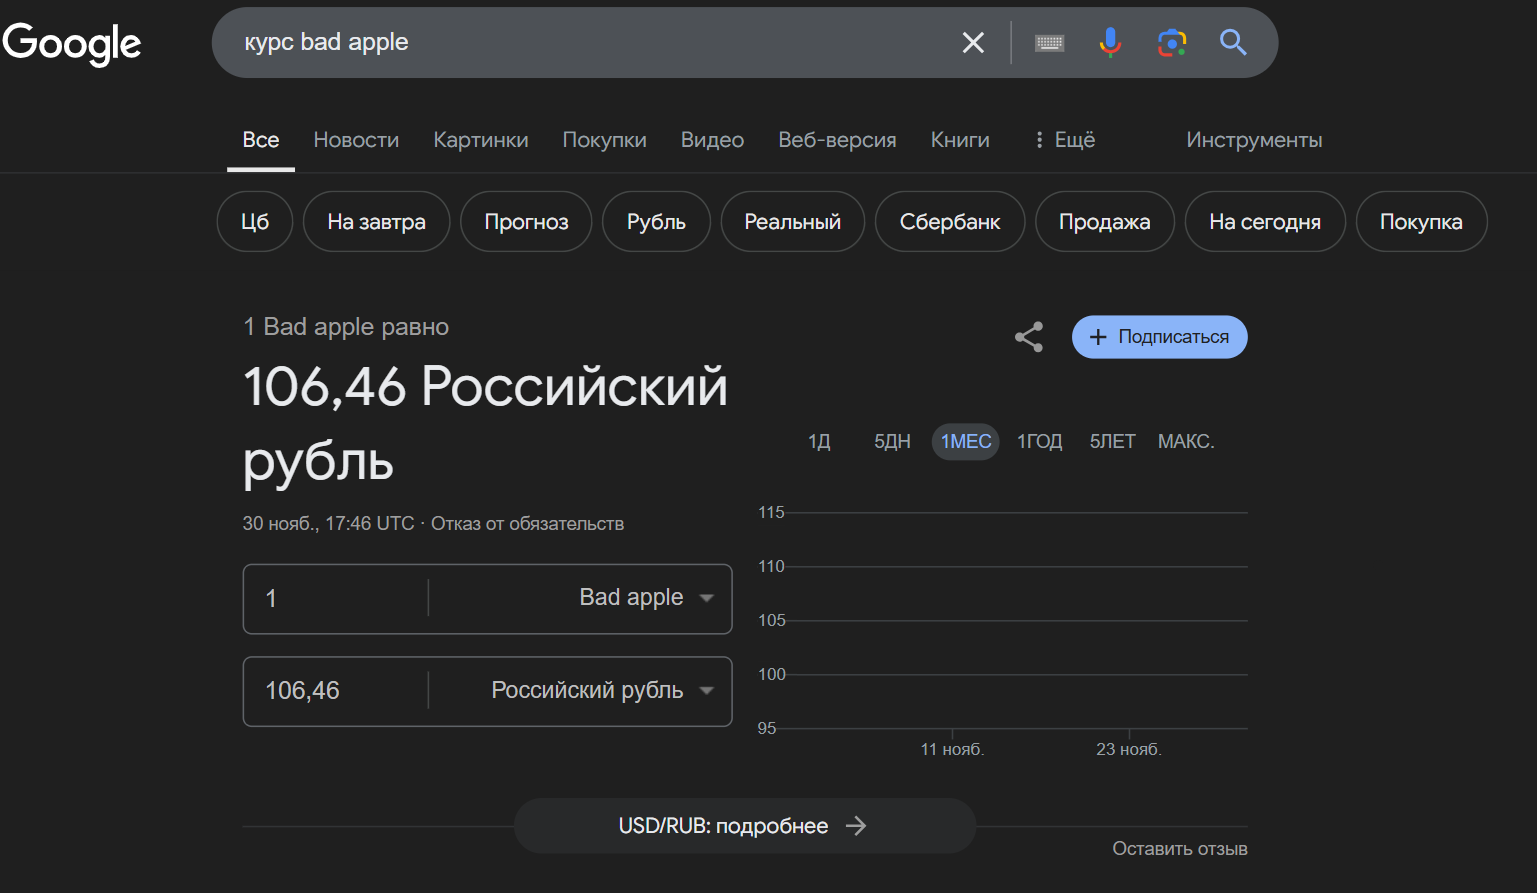 Google
курс bad apple
Все Новости Картинки Покупки Видео Веб-версия Книги Ещё Инструменты
Цб На завтра Прогноз Рубль Реальный Сбербанк Продажа На сегодня Покупка
1 Bad apple равно
106,46 Российский
рубль
30 нояб., 17:46 UTC · Отказ от обязательств
1 Bad apple
106,46 Российский рубль
+ Подписаться
1Д 5ДН 1МЕС 1ГОД 5ЛЕТ МАКС.
115
110
105
100
95
11 нояб. 23 нояб.
USD/RUB: подробнее →
Оставить отзыв